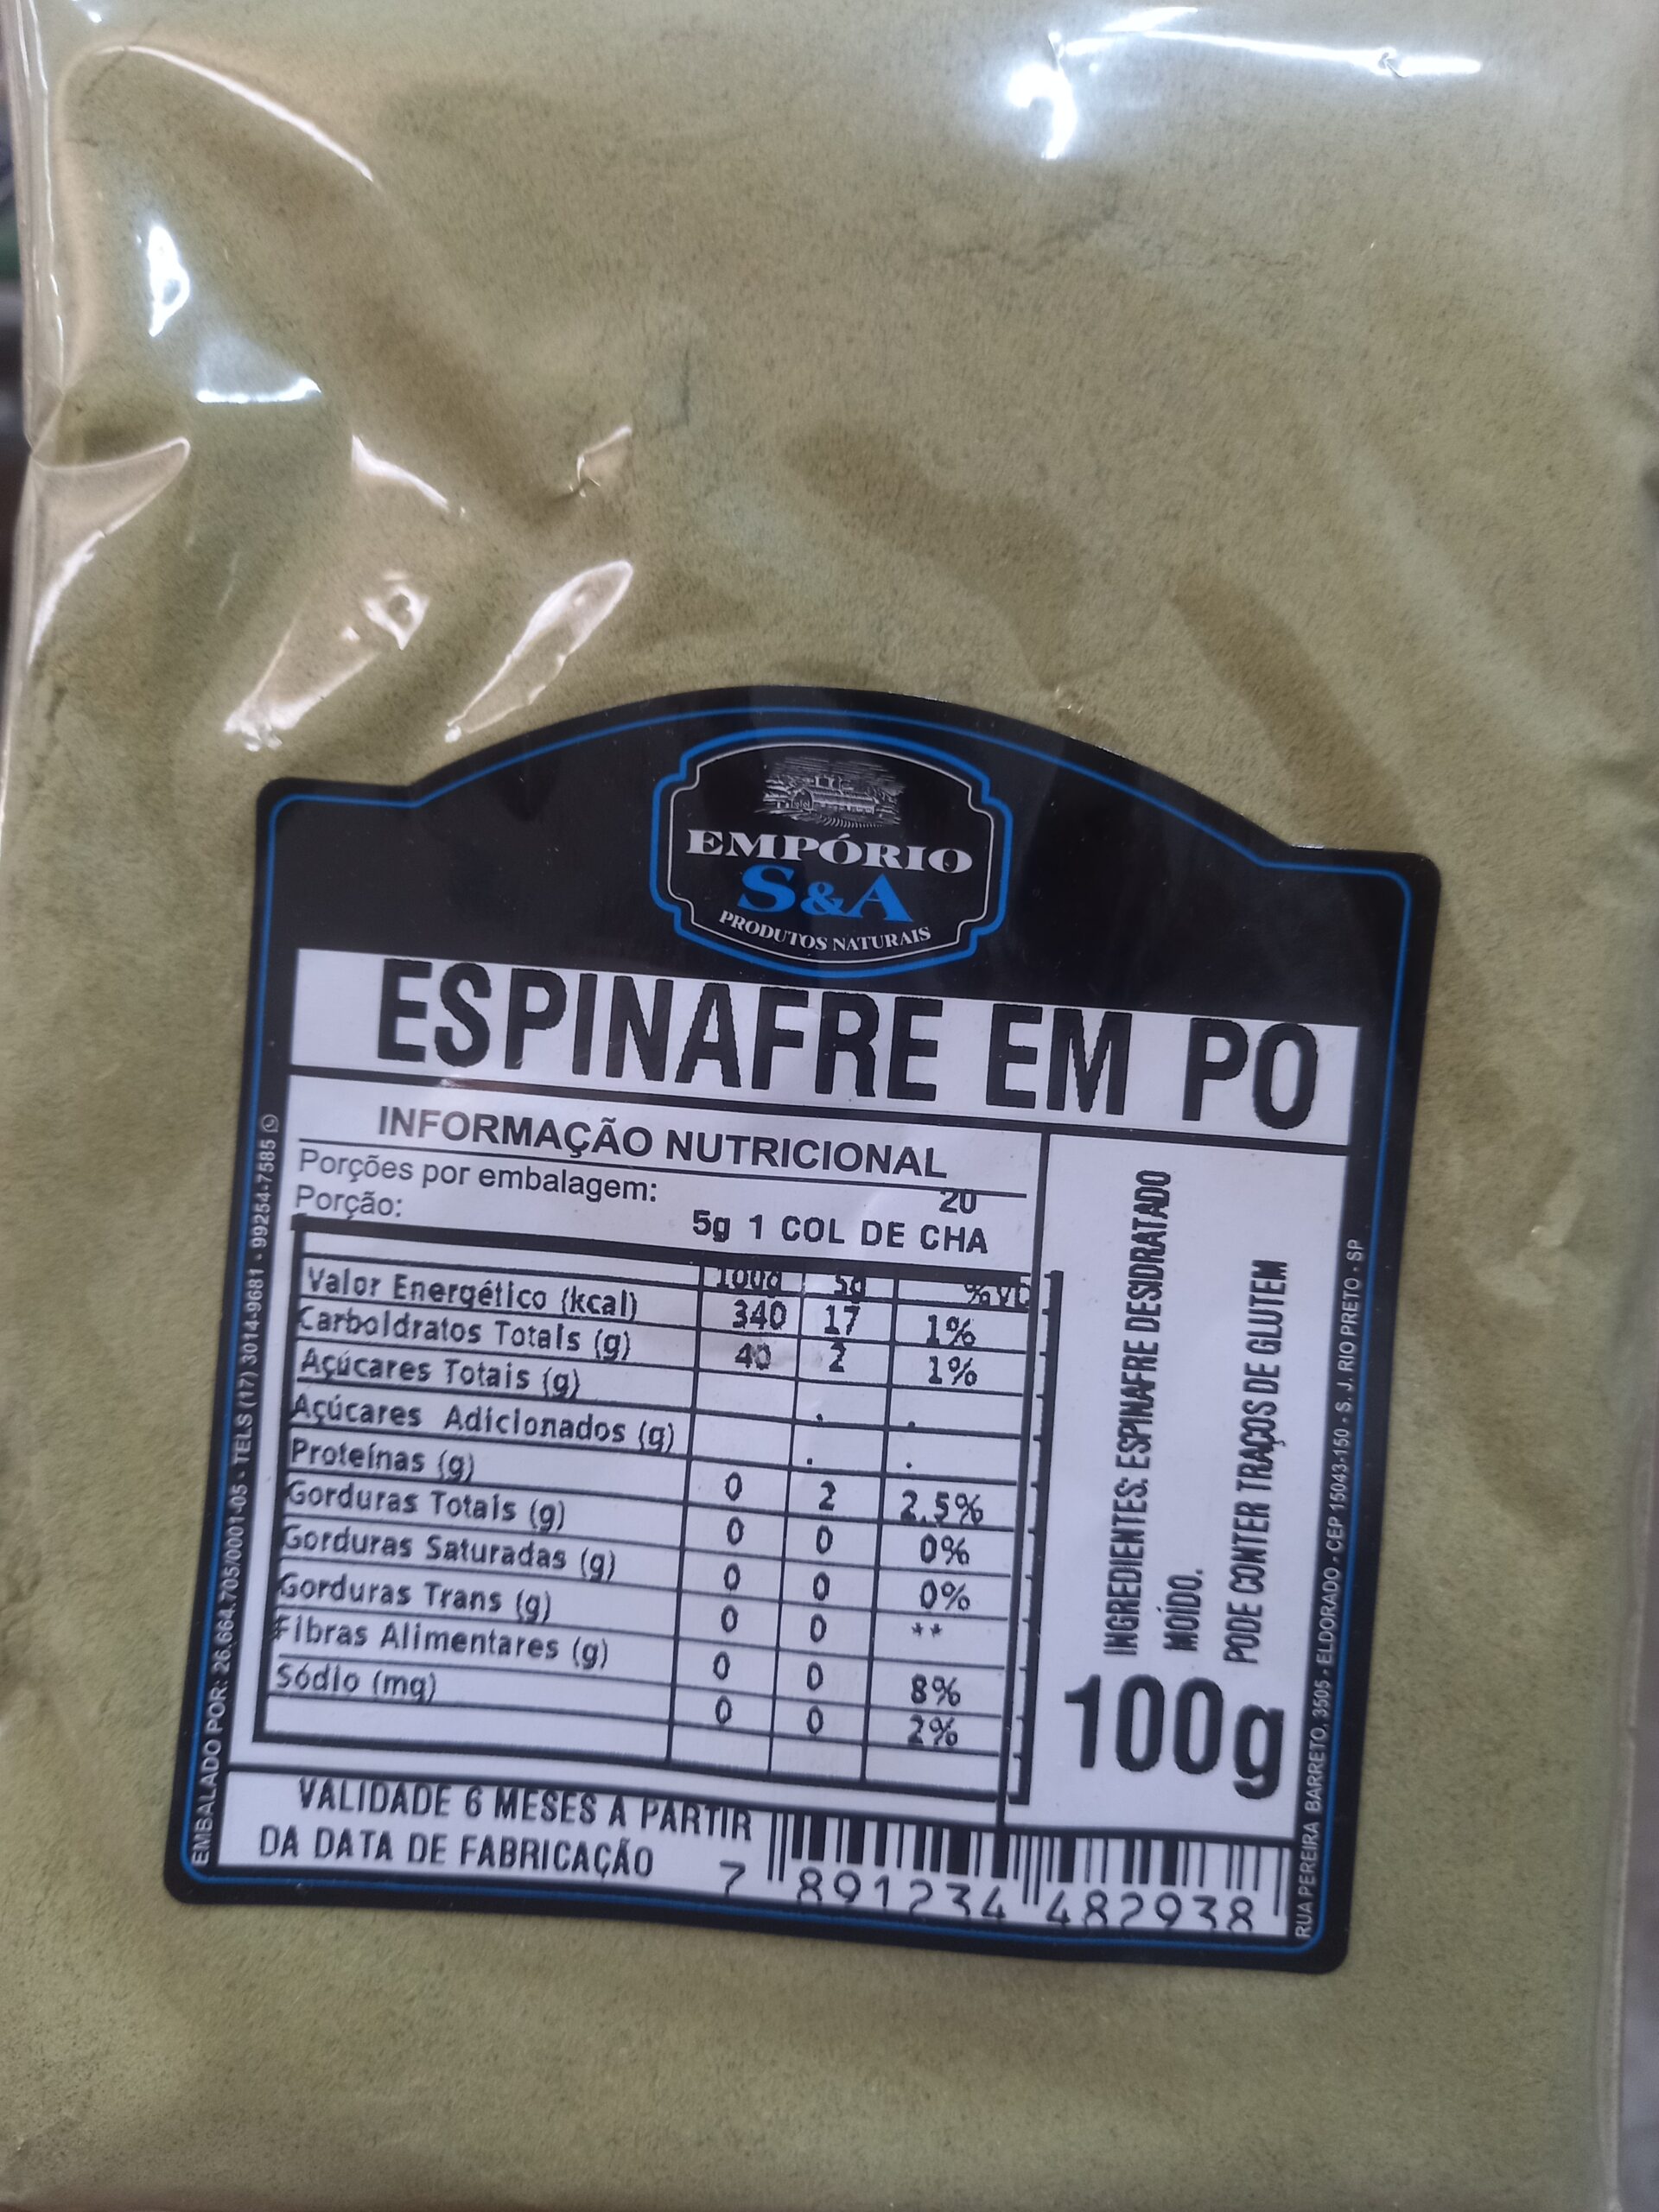 EMPÓRIO
S&A
PRODUTOS NATURAIS
ESPINAFRE EM PO
INFORMAÇÃO NUTRICIONAL
Porções por embalagem: 20
Porção: 5g 1 COL DE CHA
100g 5g %VD
Valor Energético (kcal) 340 17 1%
Carboidratos Totais (g) 40 2 1%
Açúcares Totais (g) . .
Açúcares Adicionados (g) . .
Proteínas (g) 0 2 2.5%
Gorduras Totais (g) 0 0 0%
Gorduras Saturadas (g) 0 0 0%
Gorduras Trans (g) 0 0 **
Fibras Alimentares (g) 0 0 8%
Sódio (mg) 0 0 2%
INGREDIENTES: ESPINAFRE DESIDRATADO
MOÍDO.
PODE CONTER TRAÇOS DE GLUTEM
100g
VALIDADE 6 MESES A PARTIR
DA DATA DE FABRICAÇÃO
7 891234 482938
EMBALADO POR: 26.664.705/0001-05 - TELS (17) 3014-9681 - 99254-7585
RUA PEREIRA BARRETO, 3505 - ELDORADO - CEP 15043-150 - S. J. RIO PRETO - SP